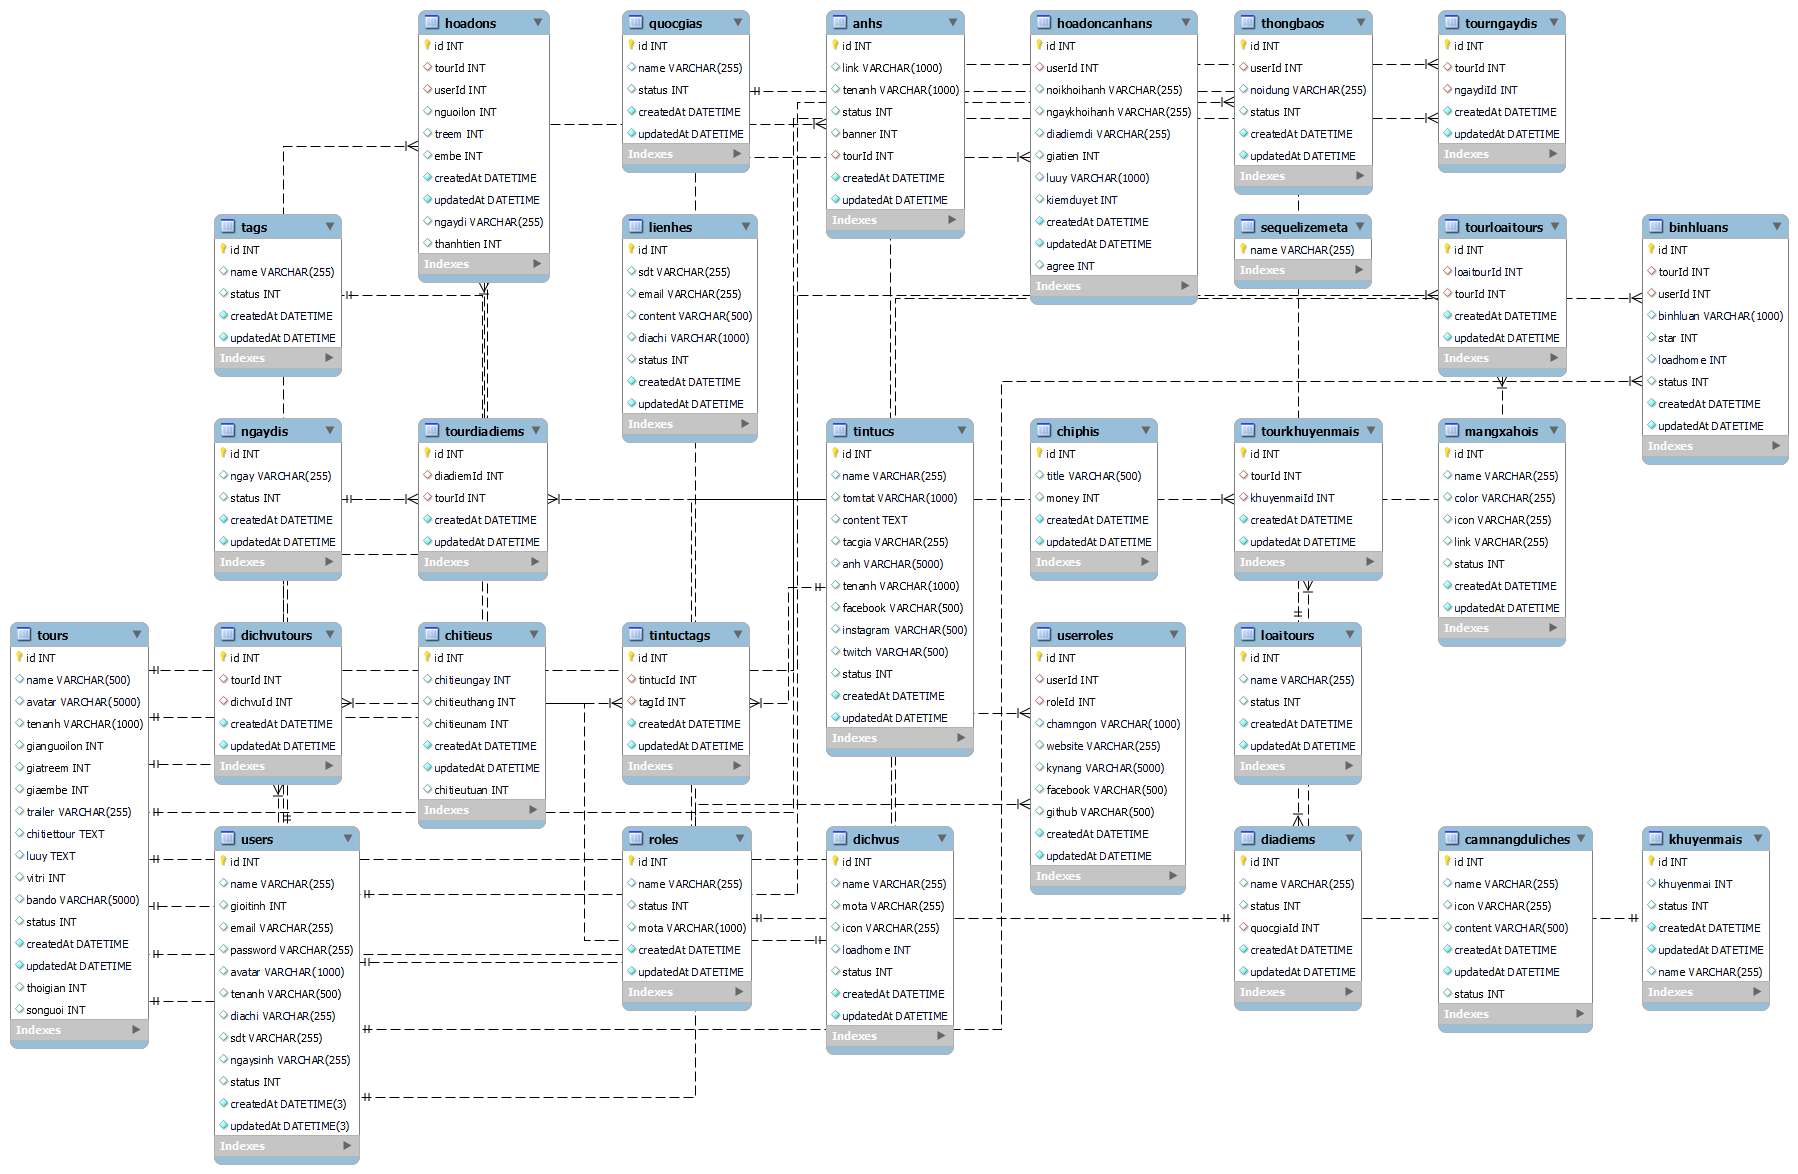 hoadons
id INT
tourId INT
userId INT
nguoilon INT
treem INT
embe INT
createdAt DATETIME
updatedAt DATETIME
ngaydi VARCHAR(255)
thanhtien INT
Indexes
quocgias
id INT
name VARCHAR(255)
status INT
createdAt DATETIME
updatedAt DATETIME
Indexes
anhs
id INT
link VARCHAR(1000)
tenanh VARCHAR(1000)
status INT
banner INT
tourId INT
createdAt DATETIME
updatedAt DATETIME
Indexes
hoadoncanhans
id INT
userId INT
noikhoihanh VARCHAR(255)
ngaykhoihanh VARCHAR(255)
diadiemdi VARCHAR(255)
giatien INT
luuy VARCHAR(1000)
kiemduyet INT
createdAt DATETIME
updatedAt DATETIME
agree INT
Indexes
thongbaos
id INT
userId INT
noidung VARCHAR(255)
status INT
createdAt DATETIME
updatedAt DATETIME
Indexes
tourngaydis
id INT
tourId INT
ngaydiId INT
createdAt DATETIME
updatedAt DATETIME
Indexes
tags
id INT
name VARCHAR(255)
status INT
createdAt DATETIME
updatedAt DATETIME
Indexes
lienhes
id INT
sdt VARCHAR(255)
email VARCHAR(255)
content VARCHAR(500)
diachi VARCHAR(1000)
status INT
createdAt DATETIME
updatedAt DATETIME
Indexes
sequelizemeta
name VARCHAR(255)
Indexes
tourloaitours
id INT
loaitourId INT
tourId INT
createdAt DATETIME
updatedAt DATETIME
Indexes
binhluans
id INT
tourId INT
userId INT
binhluan VARCHAR(1000)
star INT
loadhome INT
status INT
createdAt DATETIME
updatedAt DATETIME
Indexes
ngaydis
id INT
ngay VARCHAR(255)
status INT
createdAt DATETIME
updatedAt DATETIME
Indexes
tourdiadiems
id INT
diadiemId INT
tourId INT
createdAt DATETIME
updatedAt DATETIME
Indexes
tintucs
id INT
name VARCHAR(255)
tomtat VARCHAR(1000)
content TEXT
tacgia VARCHAR(255)
anh VARCHAR(5000)
tenanh VARCHAR(1000)
facebook VARCHAR(500)
instagram VARCHAR(500)
twitch VARCHAR(500)
status INT
createdAt DATETIME
updatedAt DATETIME
Indexes
chiphis
id INT
title VARCHAR(500)
money INT
createdAt DATETIME
updatedAt DATETIME
Indexes
tourkhuyenmais
id INT
tourId INT
khuyenmaiId INT
createdAt DATETIME
updatedAt DATETIME
Indexes
mangxahois
id INT
name VARCHAR(255)
color VARCHAR(255)
icon VARCHAR(255)
link VARCHAR(255)
status INT
createdAt DATETIME
updatedAt DATETIME
Indexes
tours
id INT
name VARCHAR(500)
avatar VARCHAR(5000)
tenanh VARCHAR(1000)
gianguoilon INT
giatreem INT
giaembe INT
trailer VARCHAR(255)
chitiettour TEXT
luuy TEXT
vitri INT
bando VARCHAR(5000)
status INT
createdAt DATETIME
updatedAt DATETIME
thoigian INT
songuoi INT
Indexes
dichvutours
id INT
tourId INT
dichvuId INT
createdAt DATETIME
updatedAt DATETIME
Indexes
chitieus
id INT
chitieungay INT
chitieuthang INT
chitieunam INT
createdAt DATETIME
updatedAt DATETIME
chitieutuan INT
Indexes
tintuctags
id INT
tintucId INT
tagId INT
createdAt DATETIME
updatedAt DATETIME
Indexes
userroles
id INT
userId INT
roleId INT
chamngon VARCHAR(1000)
website VARCHAR(255)
kynang VARCHAR(5000)
facebook VARCHAR(500)
github VARCHAR(500)
createdAt DATETIME
updatedAt DATETIME
Indexes
loaitours
id INT
name VARCHAR(255)
status INT
createdAt DATETIME
updatedAt DATETIME
Indexes
users
id INT
name VARCHAR(255)
gioitinh INT
email VARCHAR(255)
password VARCHAR(255)
avatar VARCHAR(1000)
tenanh VARCHAR(500)
diachi VARCHAR(255)
sdt VARCHAR(255)
ngaysinh VARCHAR(255)
status INT
createdAt DATETIME(3)
updatedAt DATETIME(3)
Indexes
roles
id INT
name VARCHAR(255)
status INT
mota VARCHAR(1000)
createdAt DATETIME
updatedAt DATETIME
Indexes
dichvus
id INT
name VARCHAR(255)
mota VARCHAR(255)
icon VARCHAR(255)
loadhome INT
status INT
createdAt DATETIME
updatedAt DATETIME
Indexes
diadiems
id INT
name VARCHAR(255)
status INT
quocgiaId INT
createdAt DATETIME
updatedAt DATETIME
Indexes
camnangduliches
id INT
name VARCHAR(255)
icon VARCHAR(255)
content VARCHAR(500)
createdAt DATETIME
updatedAt DATETIME
status INT
Indexes
khuyenmais
id INT
khuyenmai INT
status INT
createdAt DATETIME
updatedAt DATETIME
name VARCHAR(255)
Indexes